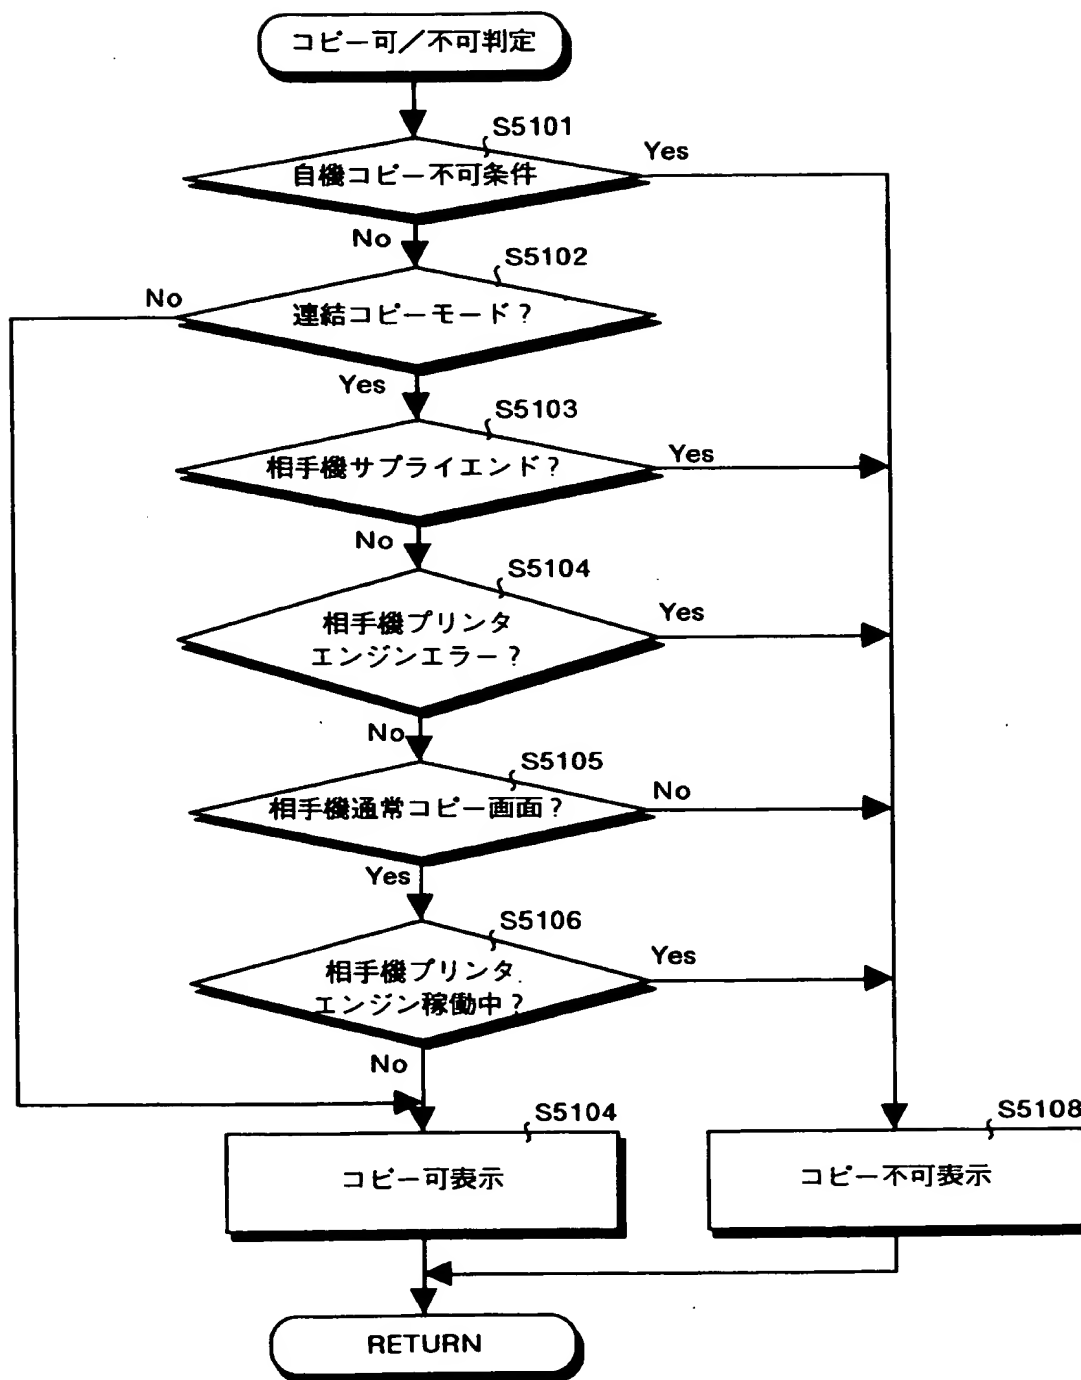 コピー可／不可判定
S5101
自機コピー不可条件
Yes
No
S5102
連結コピーモード？
No
Yes
S5103
相手機サプライエンド？
Yes
No
S5104
相手機プリンタ
エンジンエラー？
Yes
No
S5105
相手機通常コピー画面？
No
Yes
S5106
相手機プリンタ
エンジン稼働中？
Yes
No
S5104
コピー可表示
S5108
コピー不可表示
RETURN